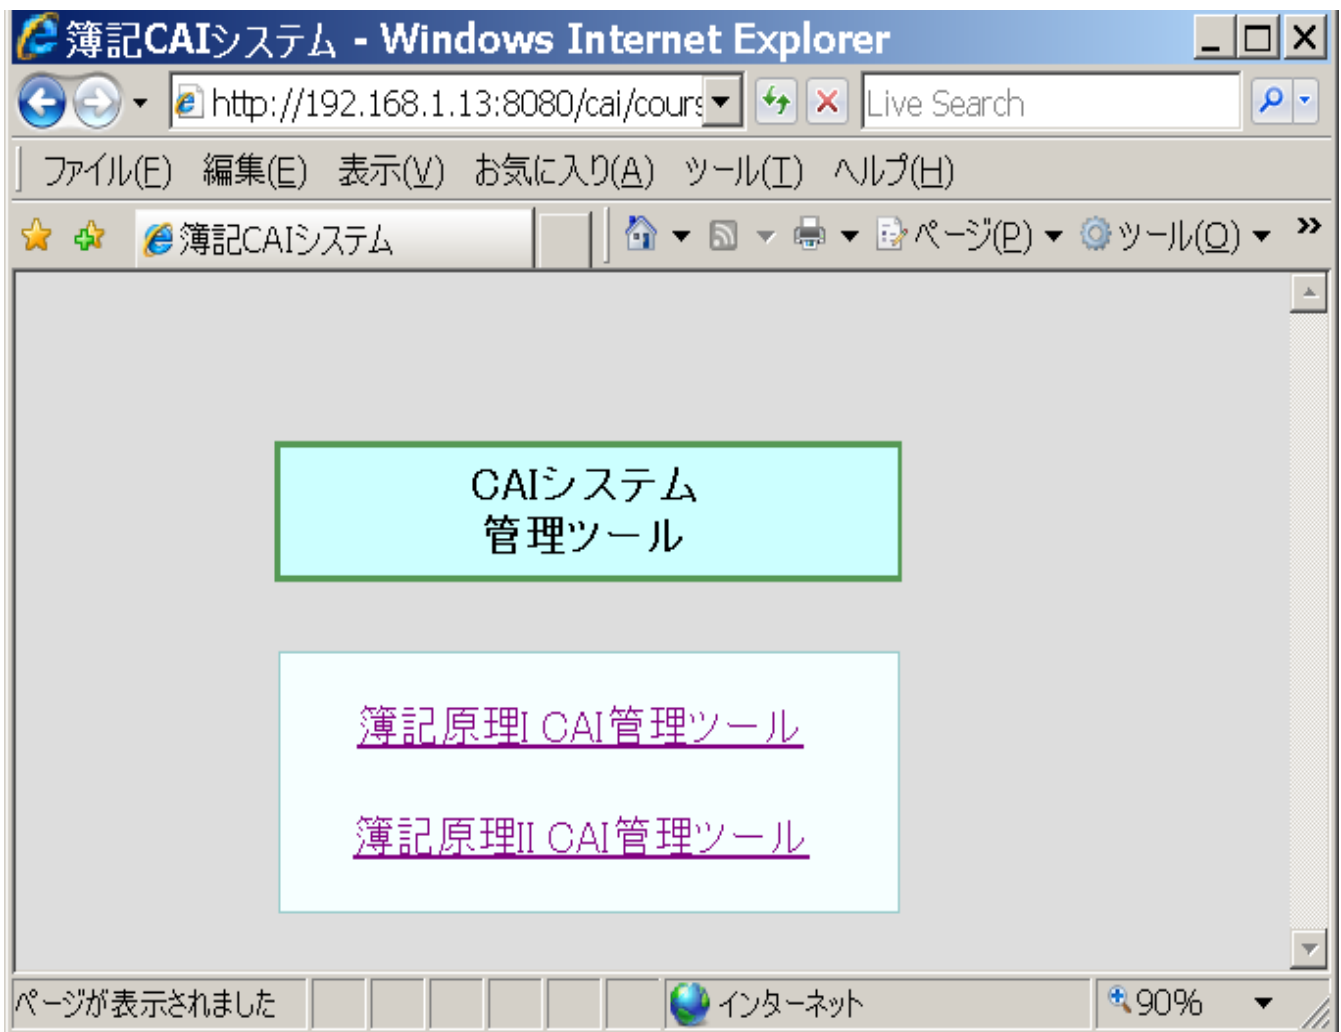 簿記CAIシステム - Windows Internet Explorer
http://192.168.1.13:8080/cai/cours
Live Search
ファイル(F) 編集(E) 表示(V) お気に入り(A) ツール(T) ヘルプ(H)
簿記CAIシステム
ページ(P) ツール(O) »
CAIシステム
管理ツール
簿記原理I CAI管理ツール
簿記原理II CAI管理ツール
ページが表示されました インターネット 90%